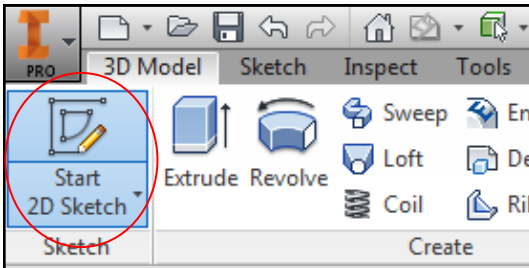 PRO
3D Model Sketch Inspect Tools
Start
2D Sketch
Extrude Revolve
Sweep
Loft
Coil
Sketch
Create